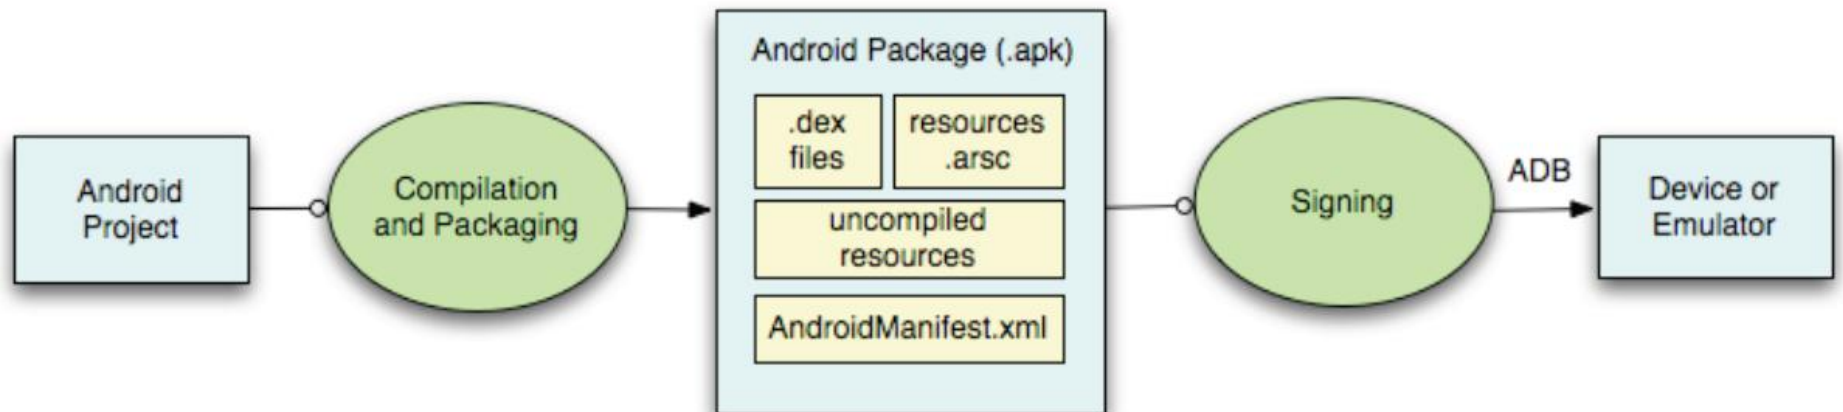 Android
Project
Compilation
and Packaging
Android Package (.apk)
.dex
files
resources
.arsc
uncompiled
resources
AndroidManifest.xml
Signing
ADB
Device or
Emulator